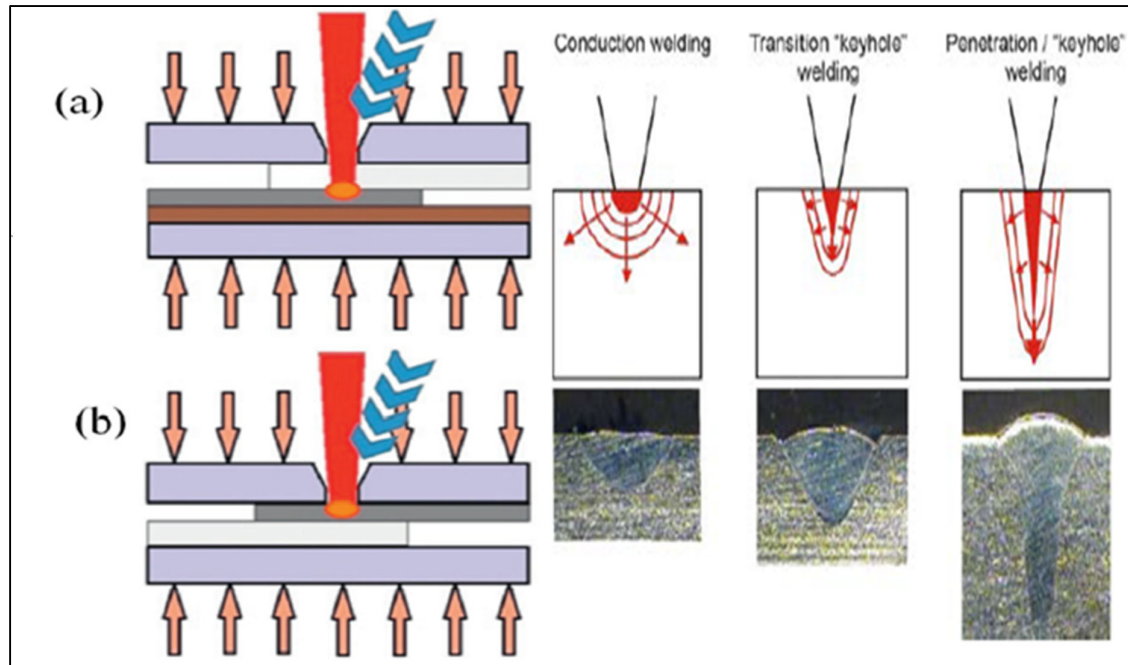 (a)
(b)
Conduction welding
Transition "keyhole"
welding
Penetration / "keyhole"
welding